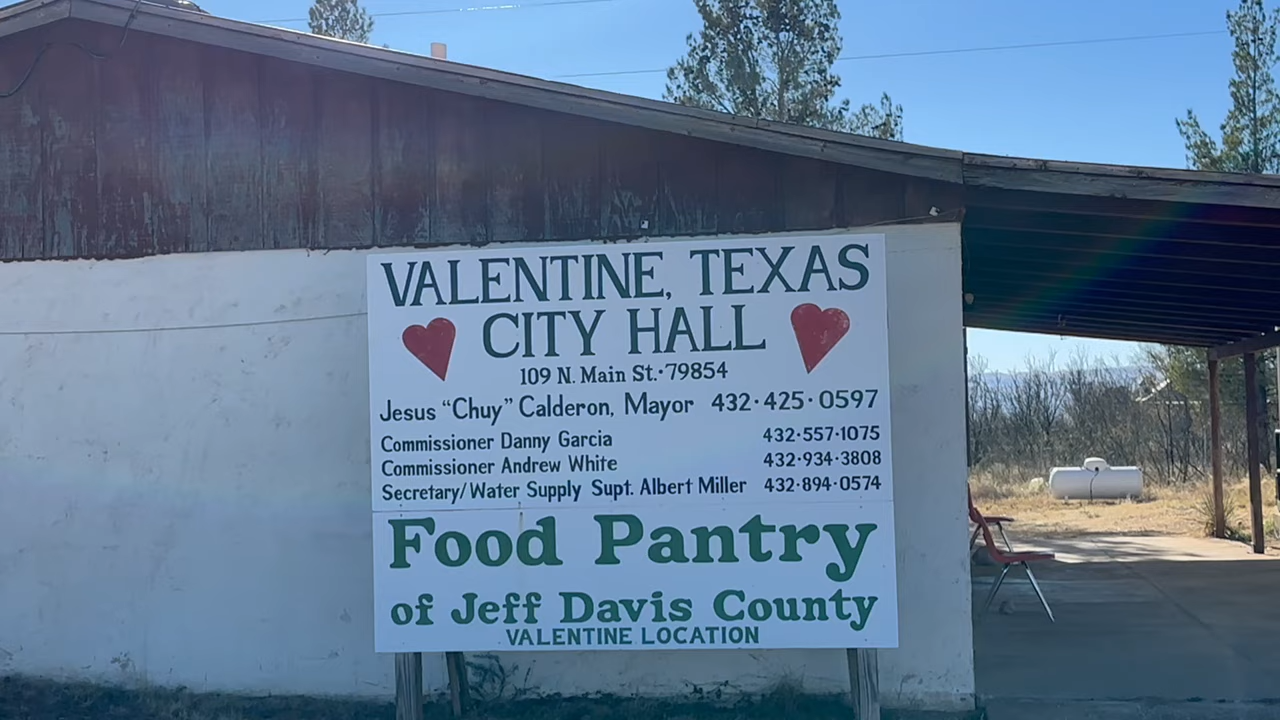 VALENTINE, TEXAS
CITY HALL
109 N. Main St.·79854
Jesus “Chuy” Calderon, Mayor 432·425·0597
Commissioner Danny Garcia 432·557·1075
Commissioner Andrew White 432·934·3808
Secretary/Water Supply Supt. Albert Miller 432·894·0574
Food Pantry
of Jeff Davis County
VALENTINE LOCATION